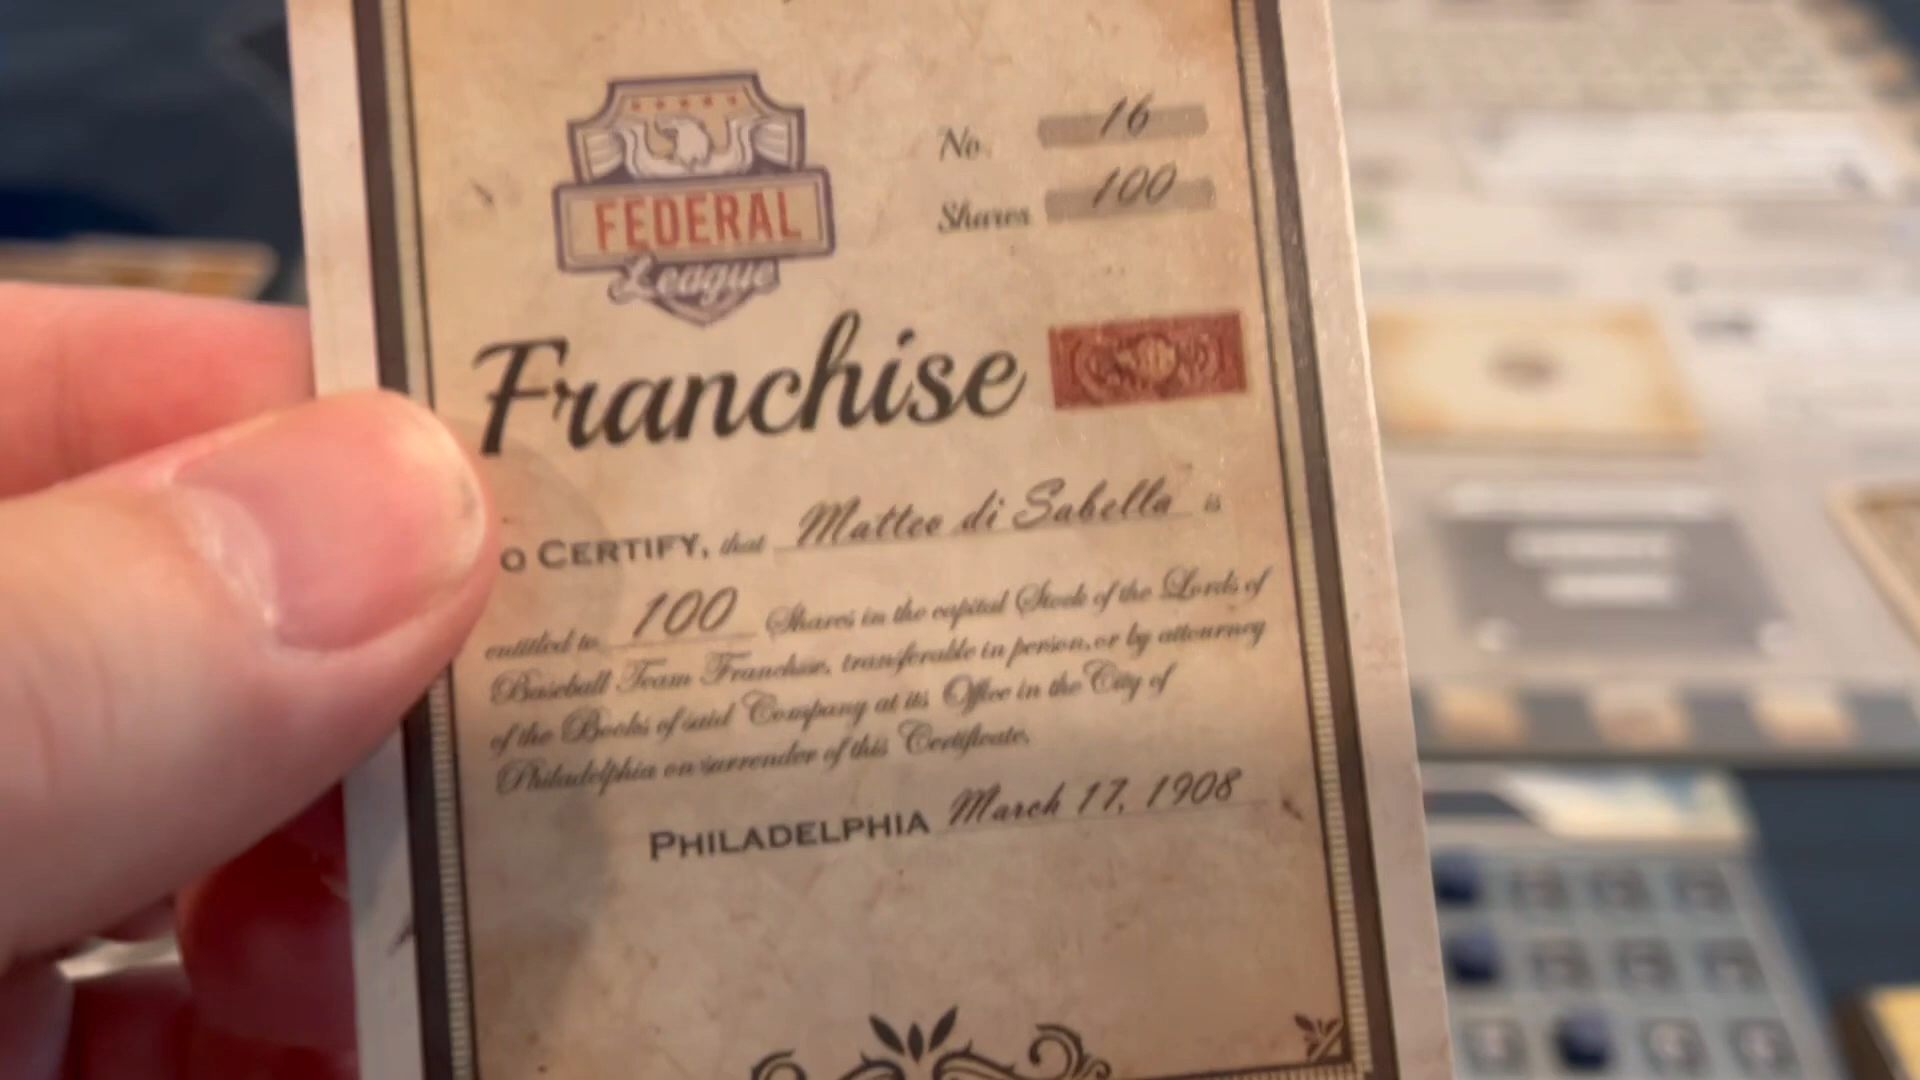 FEDERAL
League
No. 16
Shares 100
Franchise
O CERTIFY, that Matteo di Sabella is
entitled to 100 Shares in the capital Stock of the Lords of
Baseball Team Franchise, transferable in person, or by attourney
of the Books of said Company at its Office in the City of
Philadelphia on surrender of this Certificate.
PHILADELPHIA March 17, 1908